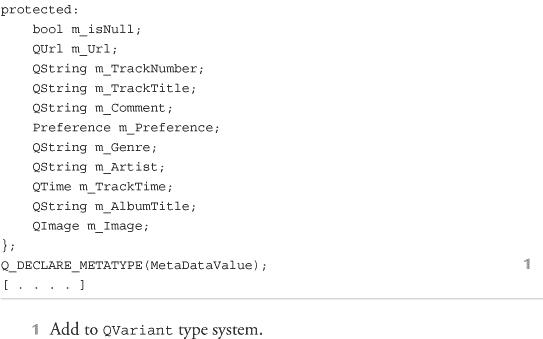 protected:
    bool m_isNull;
    QUrl m_Url;
    QString m_TrackNumber;
    QString m_TrackTitle;
    QString m_Comment;
    Preference m_Preference;
    QString m_Genre;
    QString m_Artist;
    QTime m_TrackTime;
    QString m_AlbumTitle;
    QImage m_Image;
};
Q_DECLARE_METATYPE(MetaDataValue); 1
[ . . . . ]
1 Add to QVariant type system.